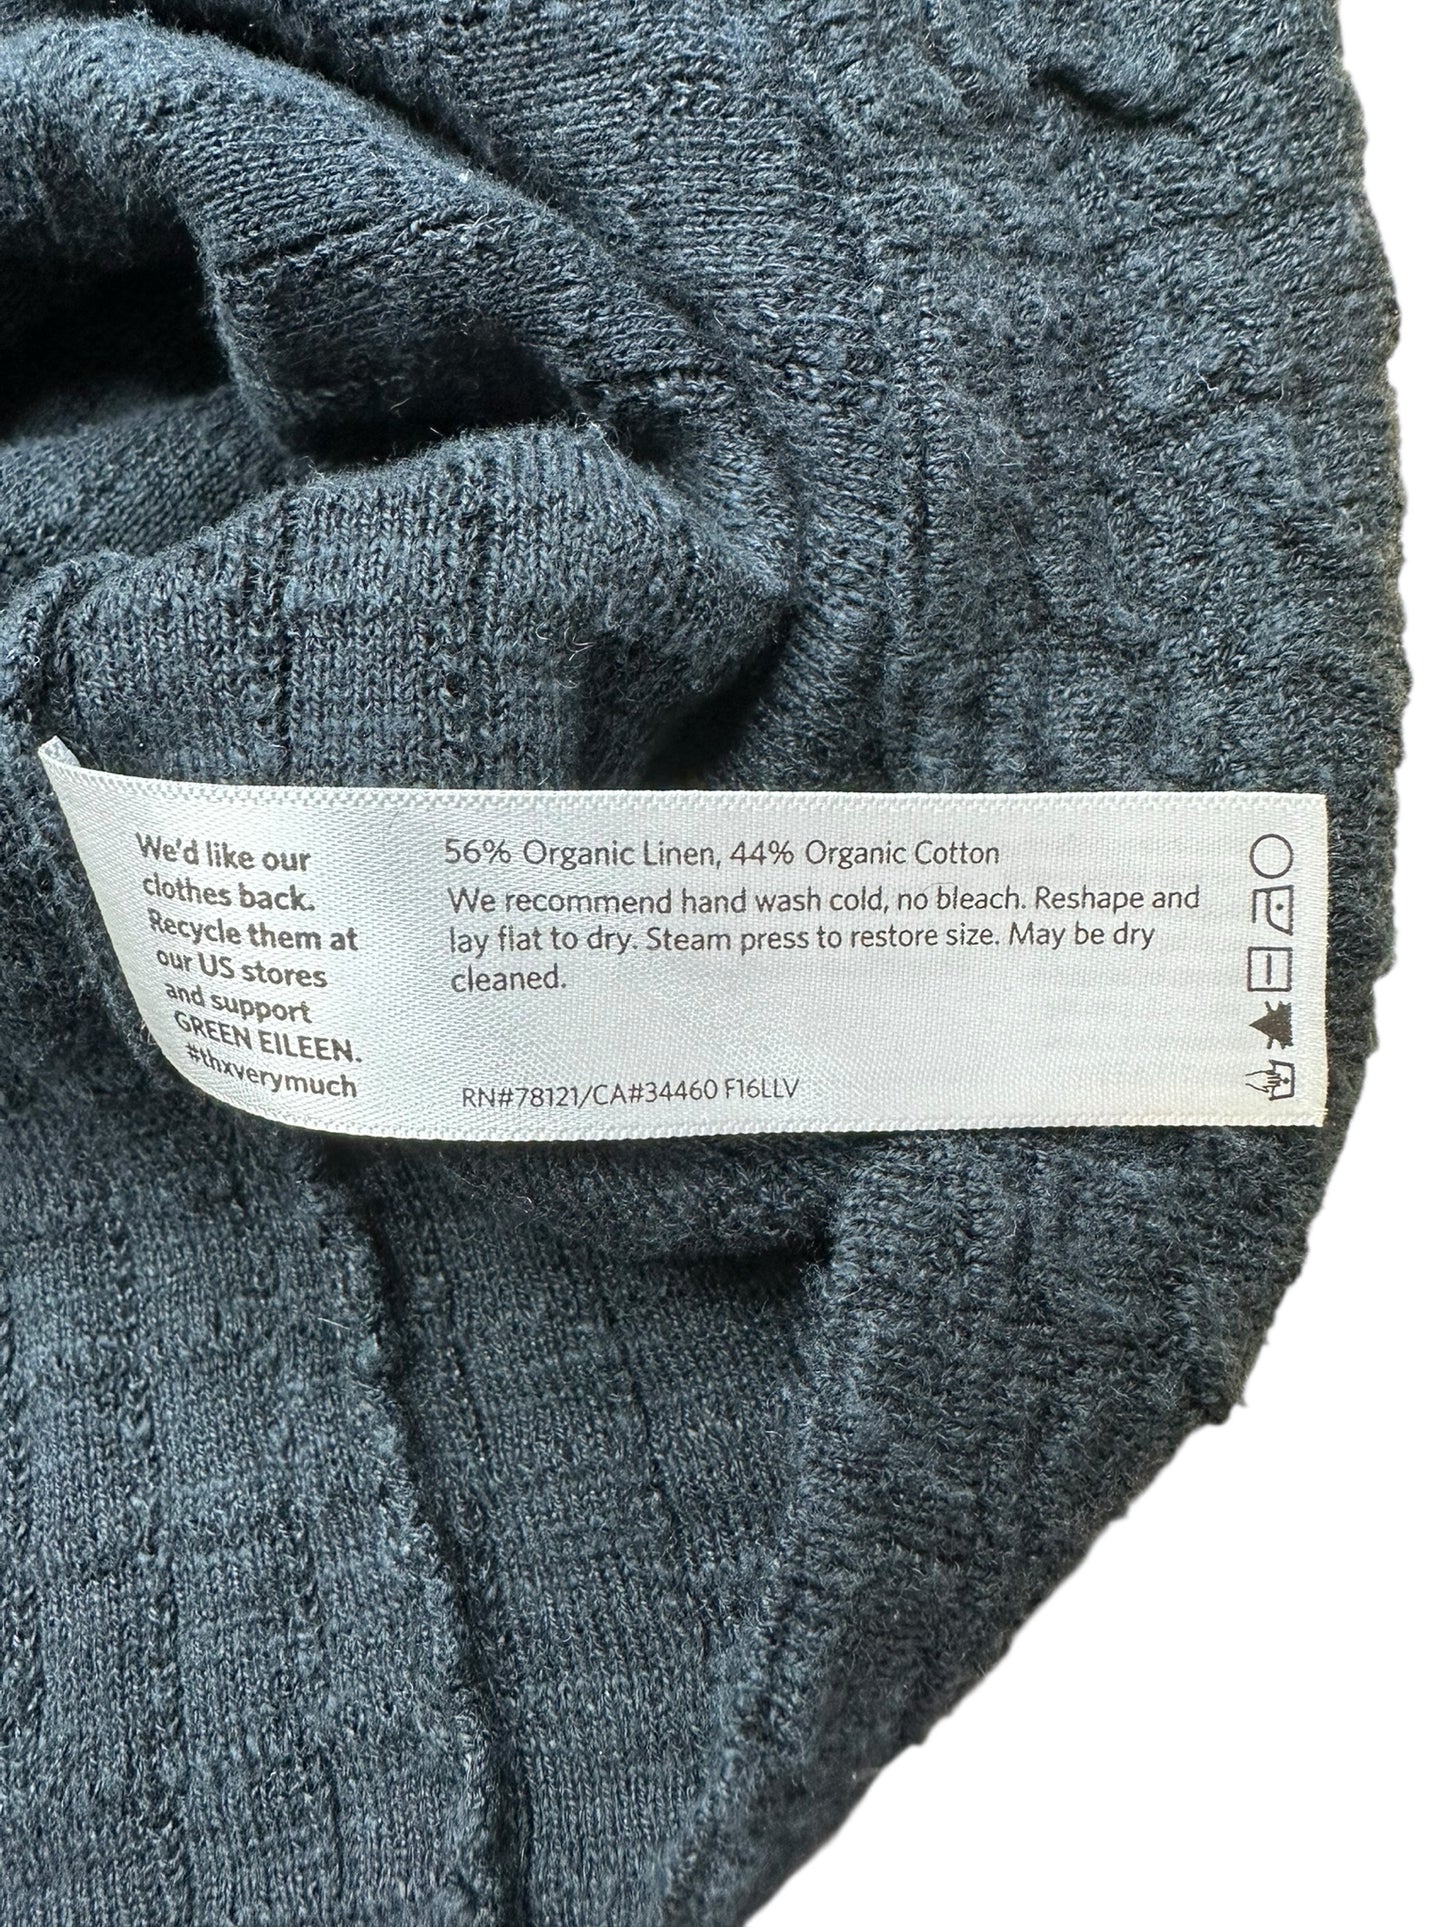 We'd like our
clothes back.
Recycle them at
our US stores
and support
GREEN EILEEN.
#thxverymuch
56% Organic Linen, 44% Organic Cotton
We recommend hand wash cold, no bleach. Reshape and
lay flat to dry. Steam press to restore size. May be dry
cleaned.
RN#78121/CA#34460 F16LLV